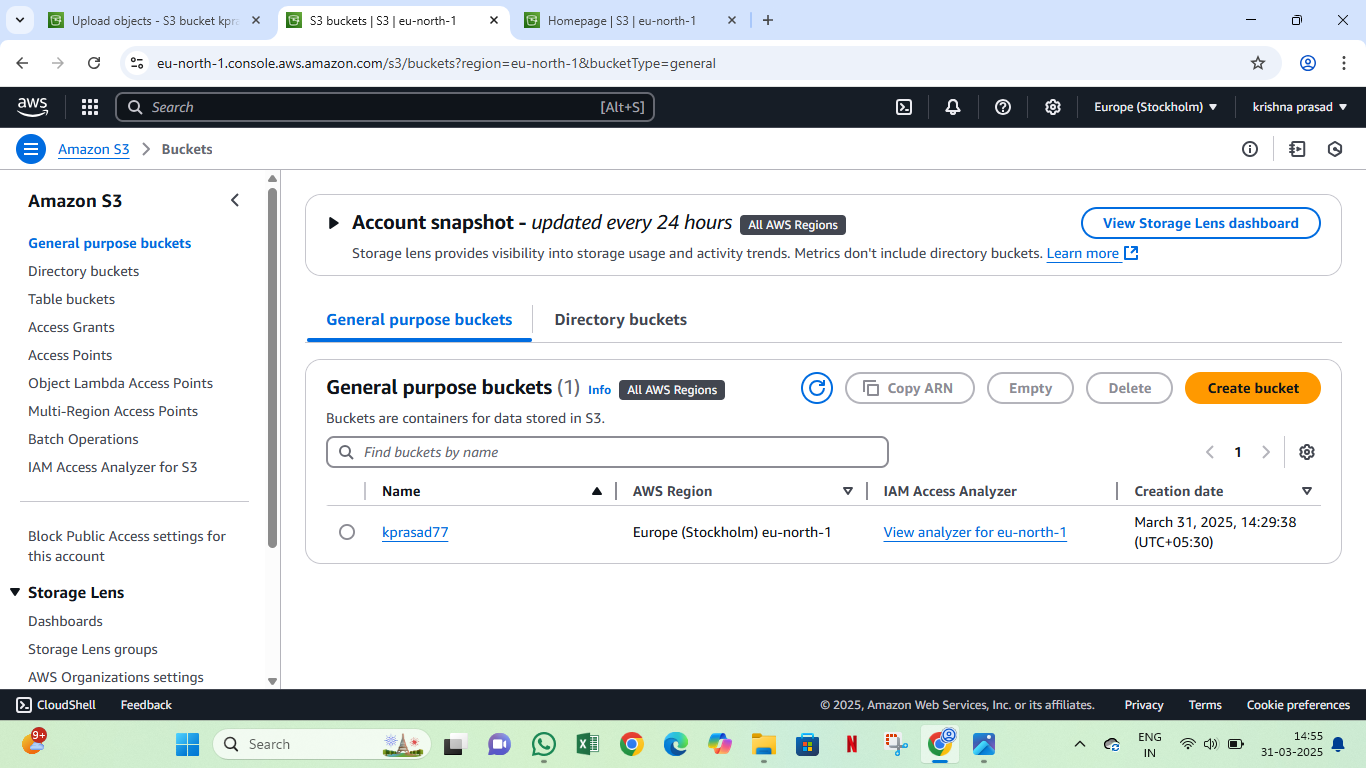 Upload objects - S3 bucket kpra
S3 buckets | S3 | eu-north-1
Homepage | S3 | eu-north-1
eu-north-1.console.aws.amazon.com/s3/buckets?region=eu-north-1&bucketType=general
aws
Search
[Alt+S]
Europe (Stockholm)
krishna prasad
Amazon S3
Buckets
Amazon S3
General purpose buckets
Directory buckets
Table buckets
Access Grants
Access Points
Object Lambda Access Points
Multi-Region Access Points
Batch Operations
IAM Access Analyzer for S3
Block Public Access settings for
this account
Storage Lens
Dashboards
Storage Lens groups
AWS Organizations settings
Account snapshot - updated every 24 hours
All AWS Regions
View Storage Lens dashboard
Storage lens provides visibility into storage usage and activity trends. Metrics don't include directory buckets. Learn more
General purpose buckets
Directory buckets
General purpose buckets (1)
Info
All AWS Regions
Copy ARN
Empty
Delete
Create bucket
Buckets are containers for data stored in S3.
Find buckets by name
1
Name
AWS Region
IAM Access Analyzer
Creation date
kprasad77
Europe (Stockholm) eu-north-1
View analyzer for eu-north-1
March 31, 2025, 14:29:38
(UTC+05:30)
CloudShell
Feedback
© 2025, Amazon Web Services, Inc. or its affiliates.
Privacy
Terms
Cookie preferences
9+
Search
ENG
IN
14:55
31-03-2025